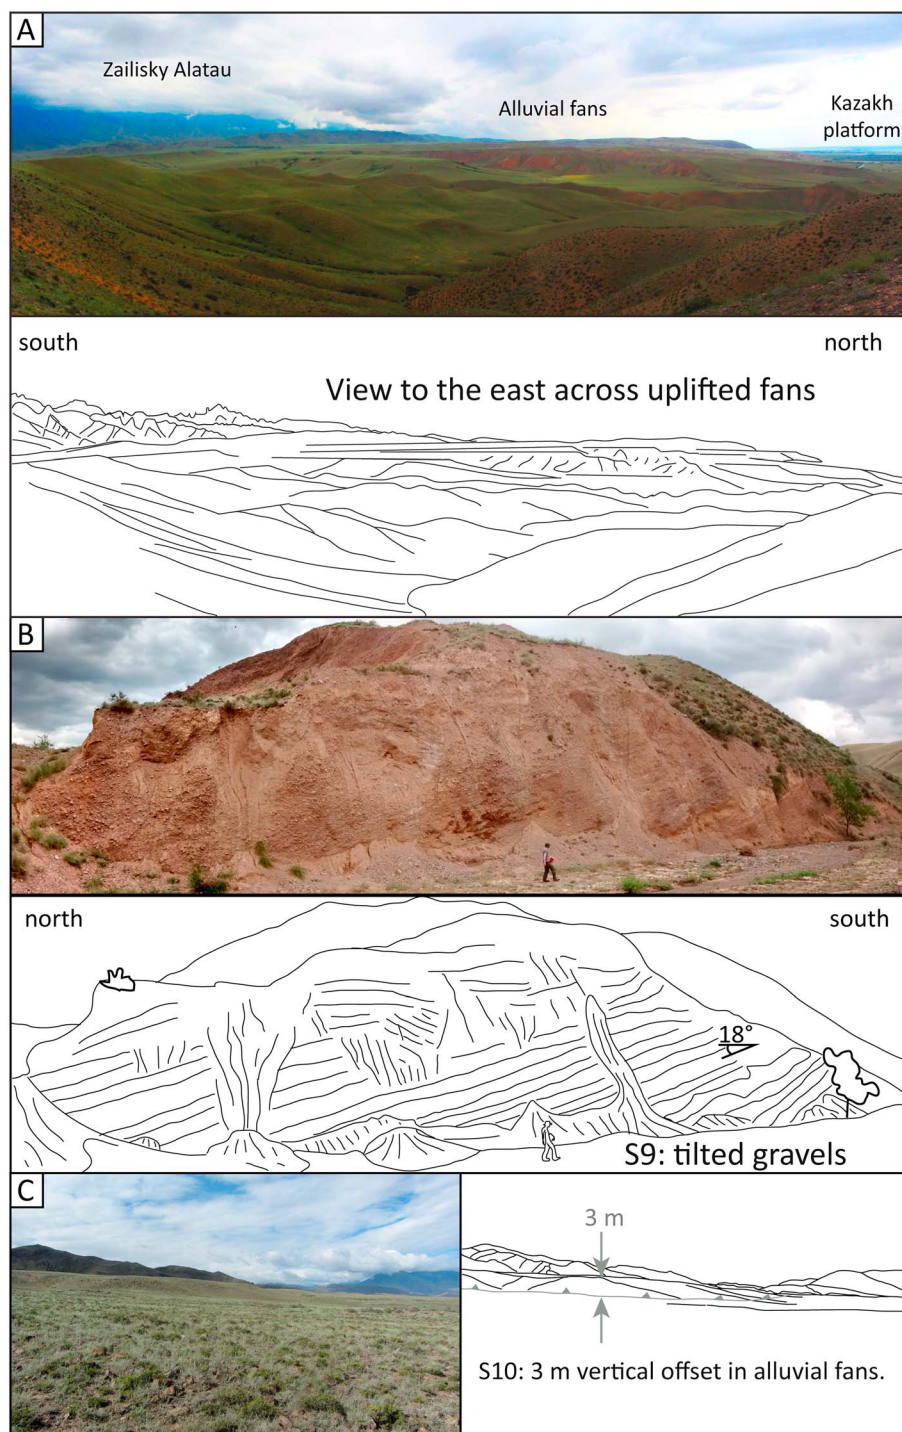 A
Zailisky Alatau
Alluvial fans
Kazakh
platform
south
north
View to the east across uplifted fans
B
north
south
18°
S9: tilted gravels
C
3 m
S10: 3 m vertical offset in alluvial fans.